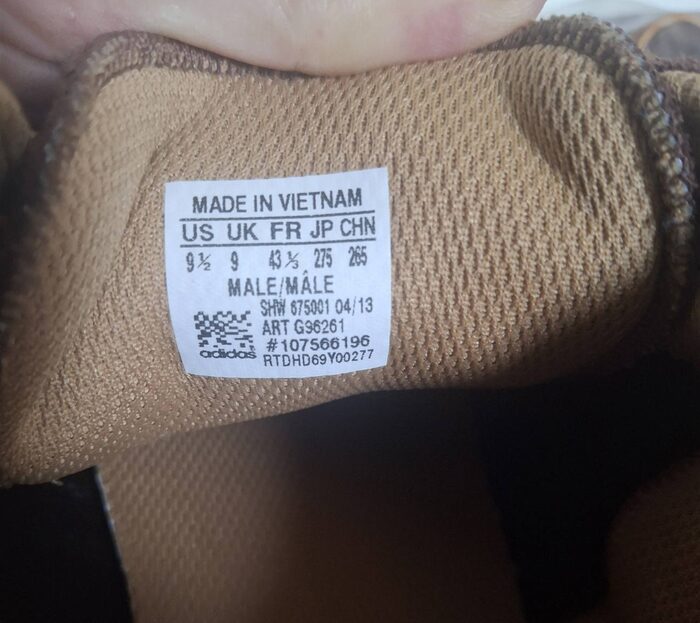 MADE IN VIETNAM
US UK FR JP CHN
9½ 9 43⅓ 275 265
MALE/MÂLE
SHW 675001 04/13
ART G96261
#107566196
adidas RTDHD69Y00277